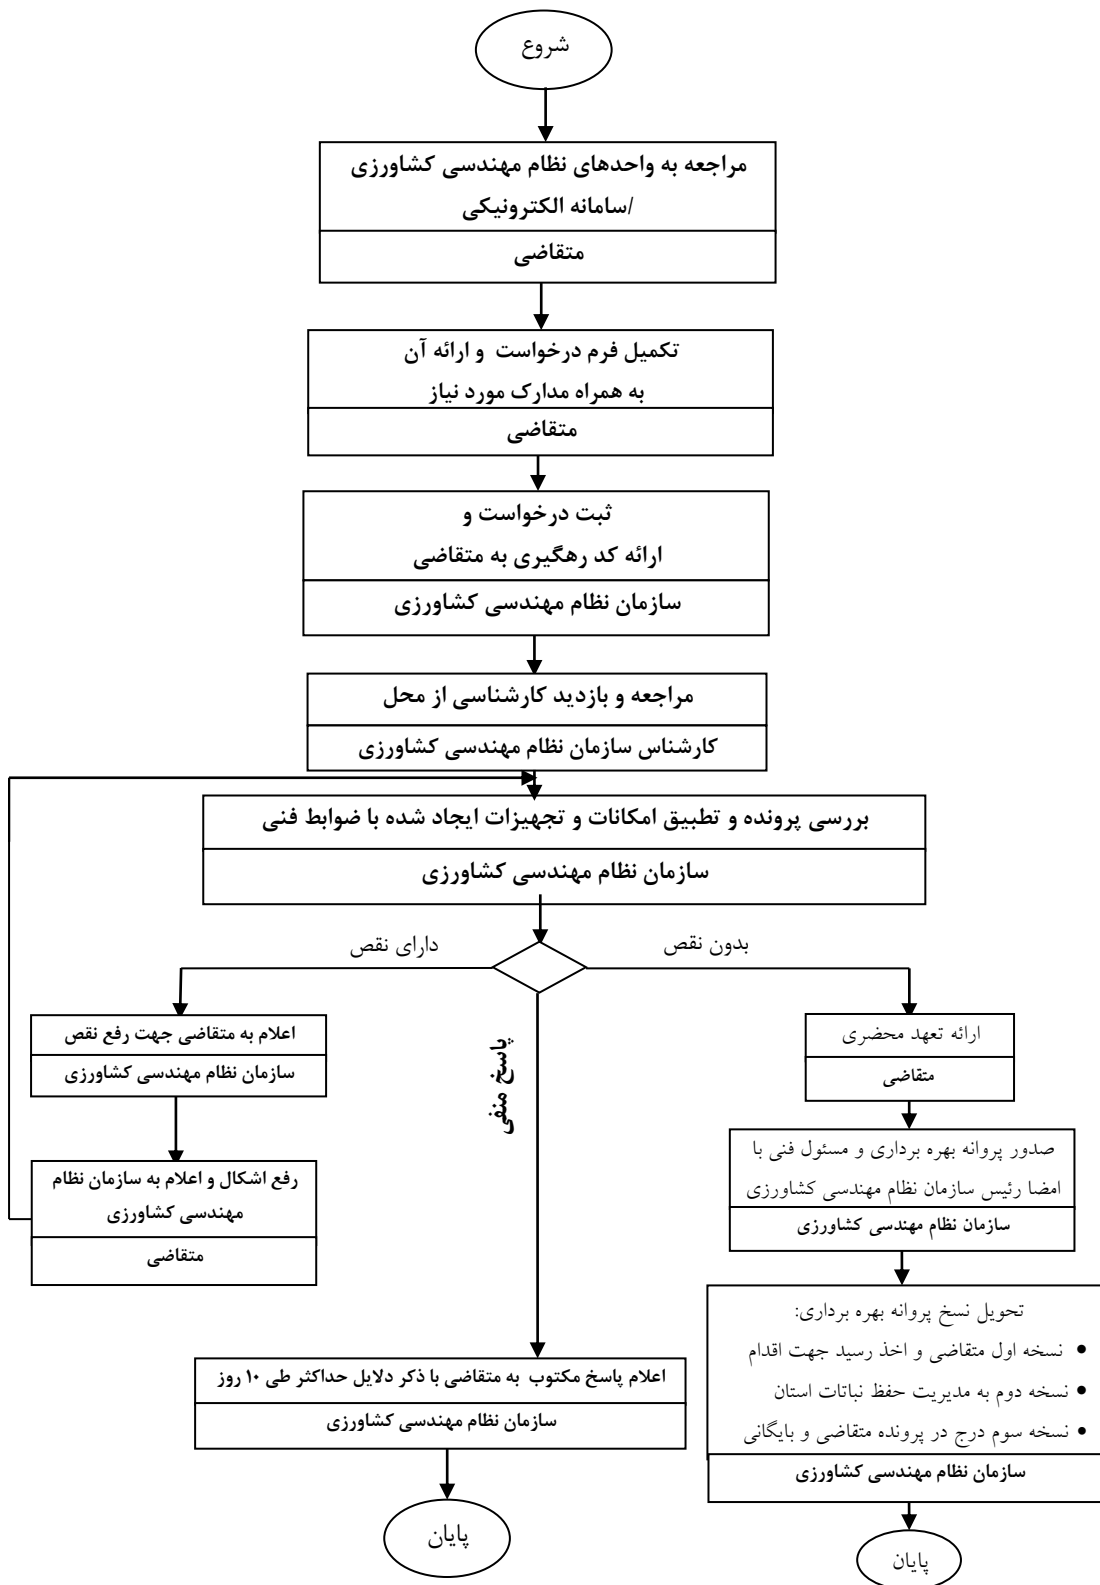 شروع
مراجعه به واحدهای نظام مهندسی کشاورزی
/سامانه الکترونیکی
متقاضی
تکمیل فرم درخواست و ارائه آن
به همراه مدارک مورد نیاز
متقاضی
ثبت درخواست و
ارائه کد رهگیری به متقاضی
سازمان نظام مهندسی کشاورزی
مراجعه و بازدید کارشناسی از محل
کارشناس سازمان نظام مهندسی کشاورزی
بررسی پرونده و تطبیق امکانات و تجهیزات ایجاد شده با ضوابط فنی
سازمان نظام مهندسی کشاورزی
بدون نقص
دارای نقص
ارائه تعهد محضری
متقاضی
صدور پروانه بهره برداری و مسئول فنی با
امضا رئیس سازمان نظام مهندسی کشاورزی
سازمان نظام مهندسی کشاورزی
تحویل نسخ پروانه بهره برداری:
• نسخه اول متقاضی و اخذ رسید جهت اقدام
• نسخه دوم به مدیریت حفظ نباتات استان
• نسخه سوم درج در پرونده متقاضی و بایگانی
سازمان نظام مهندسی کشاورزی
پایان
پاسخ منفی
اعلام پاسخ مکتوب به متقاضی با ذکر دلایل حداکثر طی ۱۰ روز
سازمان نظام مهندسی کشاورزی
پایان
اعلام به متقاضی جهت رفع نقص
سازمان نظام مهندسی کشاورزی
رفع اشکال و اعلام به سازمان نظام
مهندسی کشاورزی
متقاضی